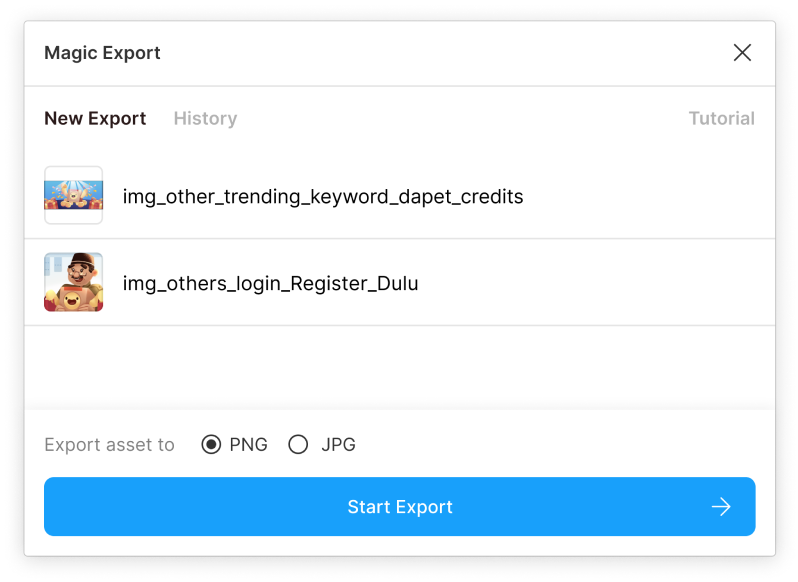 Magic Export
New Export History Tutorial
img_other_trending_keyword_dapet_credits
img_others_login_Register_Dulu
Export asset to PNG JPG
Start Export